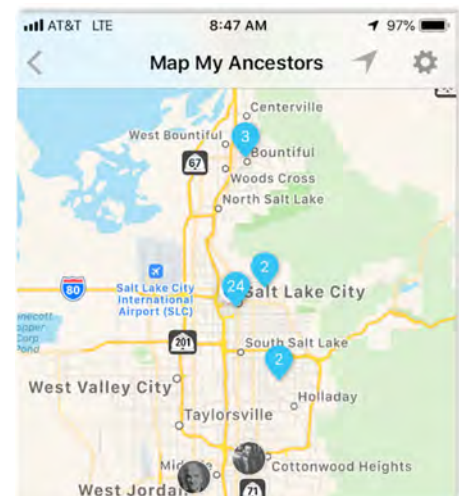 AT&T LTE 8:47 AM 97%
Map My Ancestors
Centerville
West Bountiful
3
Bountiful
67
Woods Cross
North Salt Lake
2
80
Salt Lake City
International
Airport (SLC)
24
Salt Lake City
Corp
Pond
201
South Salt Lake
2
West Valley City
Holladay
Taylorsville
Cottonwood Heights
West Jordan
71